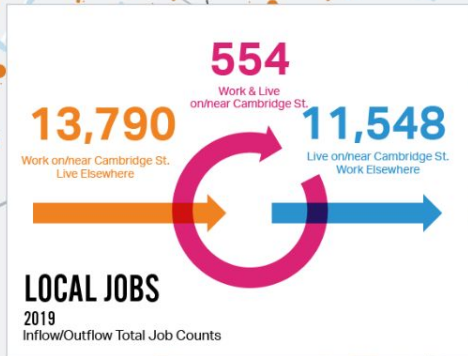 554
Work & Live
on/near Cambridge St.
13,790
Work on/near Cambridge St.
Live Elsewhere
11,548
Live on/near Cambridge St.
Work Elsewhere
LOCAL JOBS
2019
Inflow/Outflow Total Job Counts